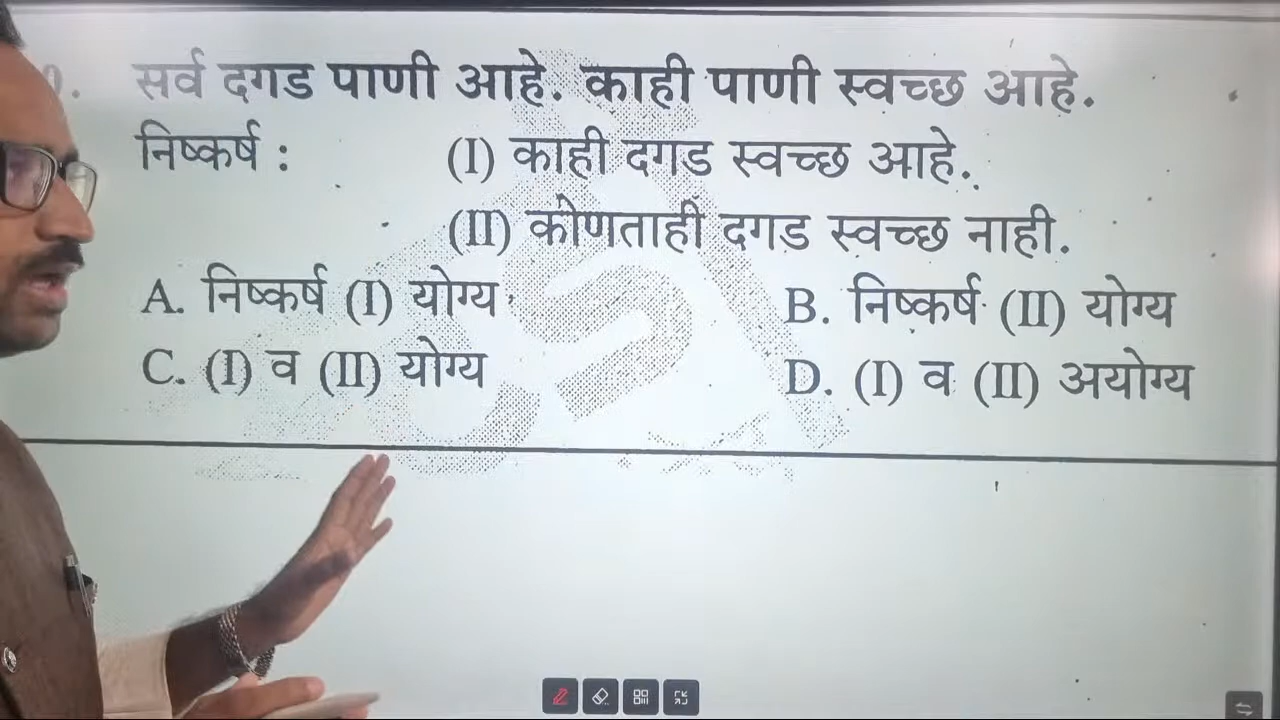 सर्व दगड पाणी आहे. काही पाणी स्वच्छ आहे.
निष्कर्ष : (I) काही दगड स्वच्छ आहे.
(II) कोणताही दगड स्वच्छ नाही.
A. निष्कर्ष (I) योग्य B. निष्कर्ष (II) योग्य
C. (I) व (II) योग्य D. (I) व (II) अयोग्य